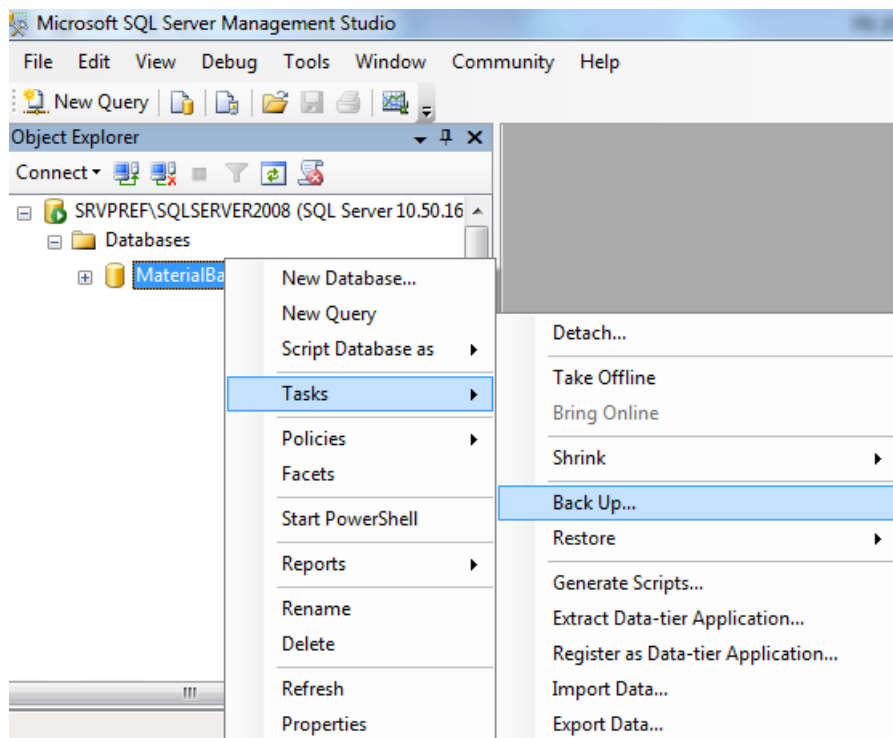 Microsoft SQL Server Management Studio
File Edit View Debug Tools Window Community Help
New Query
Object Explorer
Connect
SRVPREF\SQLSERVER2008 (SQL Server 10.50.16
Databases
MaterialBa
New Database...
New Query
Script Database as
Tasks
Policies
Facets
Start PowerShell
Reports
Rename
Delete
Refresh
Properties
Detach...
Take Offline
Bring Online
Shrink
Back Up...
Restore
Generate Scripts...
Extract Data-tier Application...
Register as Data-tier Application...
Import Data...
Export Data...